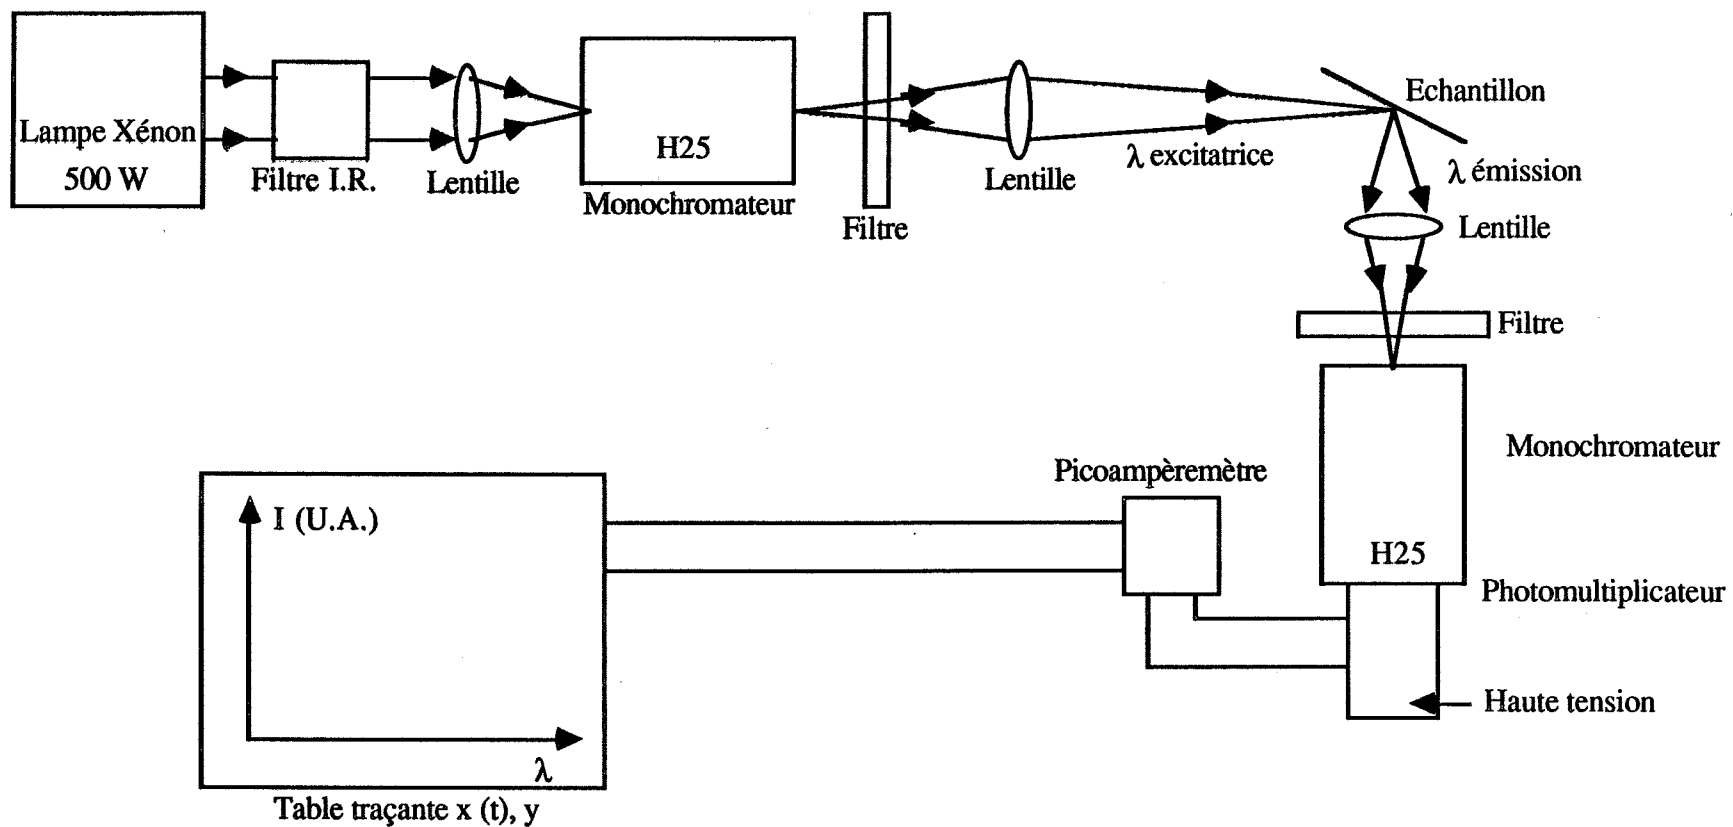 Lampe Xénon
500 W
Filtre I.R.
Lentille
H25
Monochromateur
Filtre
Lentille
λ excitatrice
Echantillon
λ émission
Lentille
Filtre
Monochromateur
H25
Photomultiplicateur
Haute tension
Picoampèremètre
I (U.A.)
λ
Table traçante x (t), y